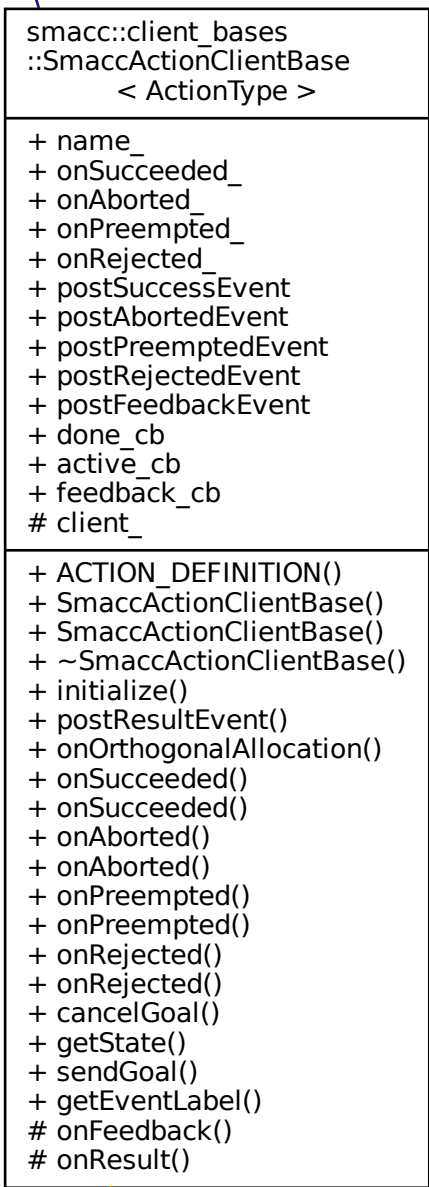 smacc::client_bases
::SmaccActionClientBase
< ActionType >
+ name_
+ onSucceeded_
+ onAborted_
+ onPreempted_
+ onRejected_
+ postSuccessEvent
+ postAbortedEvent
+ postPreemptedEvent
+ postRejectedEvent
+ postFeedbackEvent
+ done_cb
+ active_cb
+ feedback_cb
# client_
+ ACTION_DEFINITION()
+ SmaccActionClientBase()
+ SmaccActionClientBase()
+ ~SmaccActionClientBase()
+ initialize()
+ postResultEvent()
+ onOrthogonalAllocation()
+ onSucceeded()
+ onSucceeded()
+ onAborted()
+ onAborted()
+ onPreempted()
+ onPreempted()
+ onRejected()
+ onRejected()
+ cancelGoal()
+ getState()
+ sendGoal()
+ getEventLabel()
# onFeedback()
# onResult()